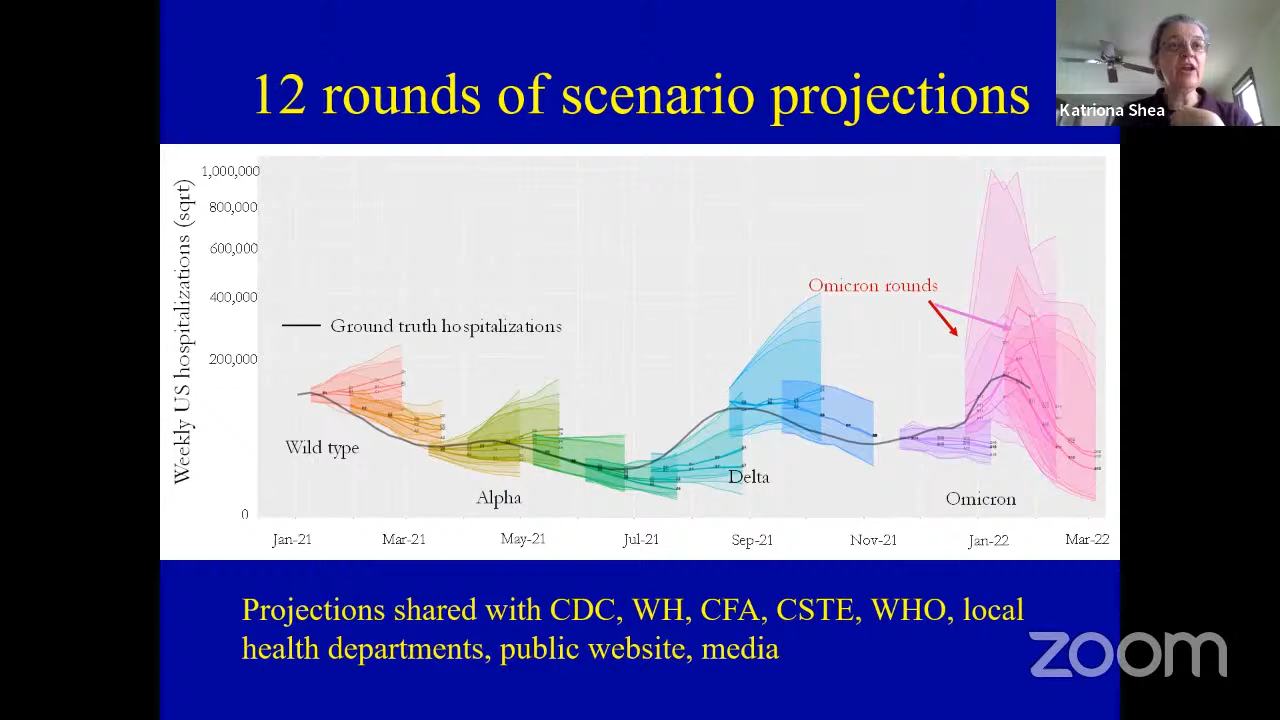 12 rounds of scenario projections
Katriona Shea
Weekly US hospitalizations (sqrt)
1,000,000
800,000
600,000
400,000
200,000
0
Omicron rounds
Ground truth hospitalizations
Wild type
Alpha
Delta
Omicron
Jan-21 Mar-21 May-21 Jul-21 Sep-21 Nov-21 Jan-22 Mar-22
Projections shared with CDC, WH, CFA, CSTE, WHO, local
health departments, public website, media
zoom